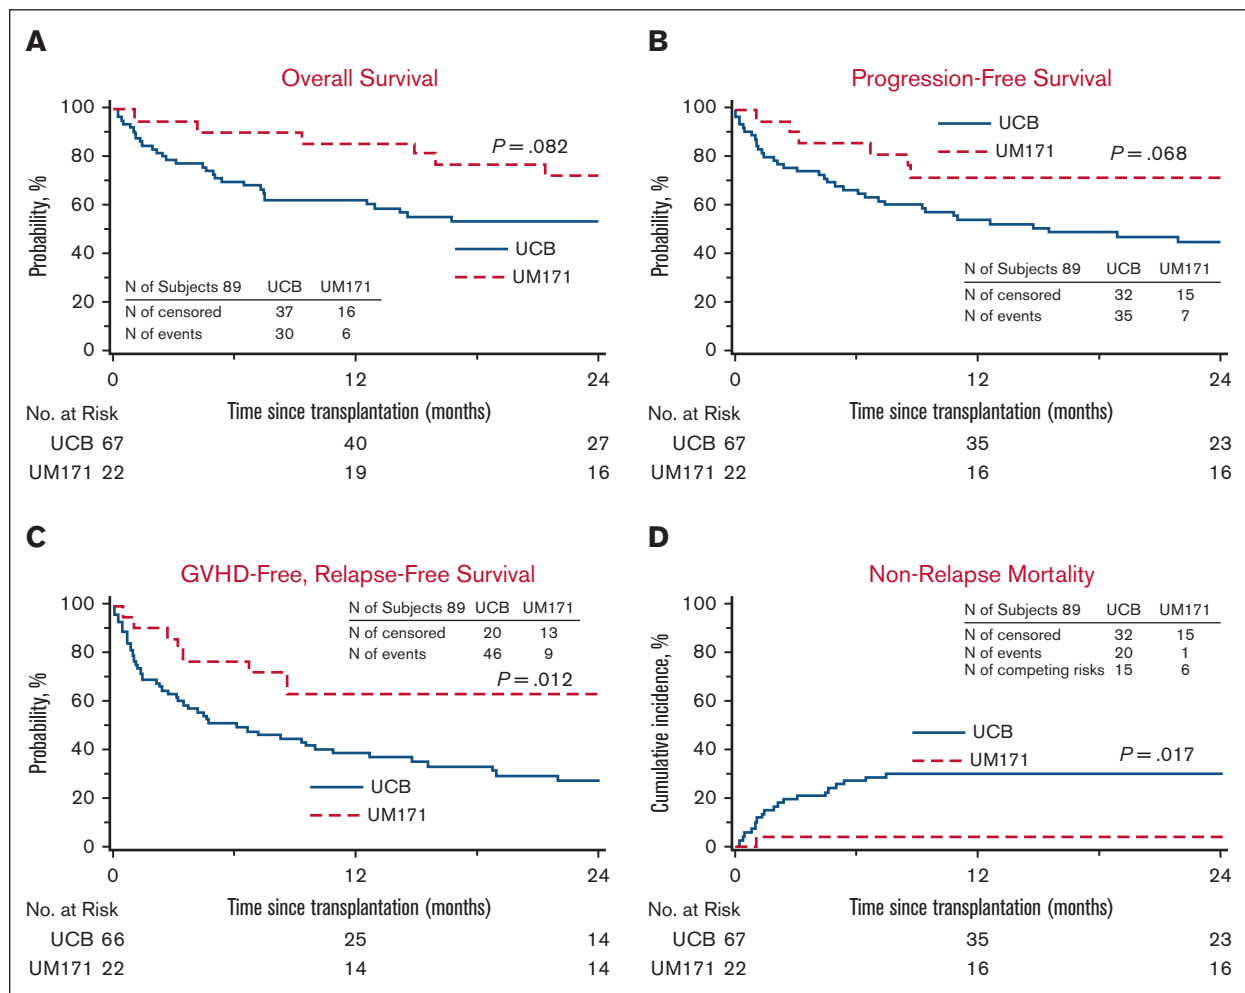 A
Overall Survival
100
80
60
40
20
0
Probability, %
P = .082
UCB
UM171
N of Subjects 89 UCB UM171
N of censored 37 16
N of events 30 6
0 12 24
No. at Risk Time since transplantation (months)
UCB 67 40 27
UM171 22 19 16
B
Progression-Free Survival
100
80
60
40
20
0
Probability, %
UCB
UM171
P = .068
N of Subjects 89 UCB UM171
N of censored 32 15
N of events 35 7
0 12 24
No. at Risk Time since transplantation (months)
UCB 67 35 23
UM171 22 16 16
C
GVHD-Free, Relapse-Free Survival
100
80
60
40
20
0
Probability, %
N of Subjects 89 UCB UM171
N of censored 20 13
N of events 46 9
P = .012
UCB
UM171
0 12 24
No. at Risk Time since transplantation (months)
UCB 66 25 14
UM171 22 14 14
D
Non-Relapse Mortality
100
80
60
40
20
0
Cumulative incidence, %
N of Subjects 89 UCB UM171
N of censored 32 15
N of events 20 1
N of competing risks 15 6
UCB
UM171
P = .017
0 12 24
No. at Risk Time since transplantation (months)
UCB 67 35 23
UM171 22 16 16